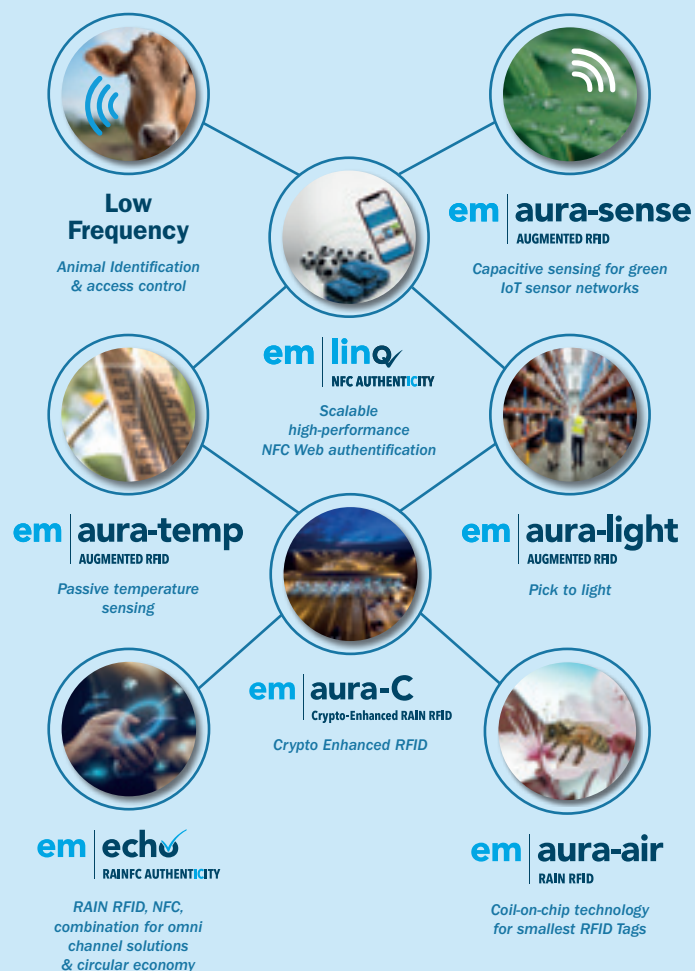 Low
Frequency
Animal Identification
& access control
em aura-sense
AUGMENTED RFID
Capacitive sensing for green
IoT sensor networks
em linq
NFC AUTHENTICITY
Scalable
high-performance
NFC Web authentification
em aura-temp
AUGMENTED RFID
Passive temperature
sensing
em aura-light
AUGMENTED RFID
Pick to light
em aura-C
Crypto-Enhanced RAIN RFID
Crypto Enhanced RFID
em echo
RAINFC AUTHENTICITY
RAIN RFID, NFC,
combination for omni
channel solutions
& circular economy
em aura-air
RAIN RFID
Coil-on-chip technology
for smallest RFID Tags